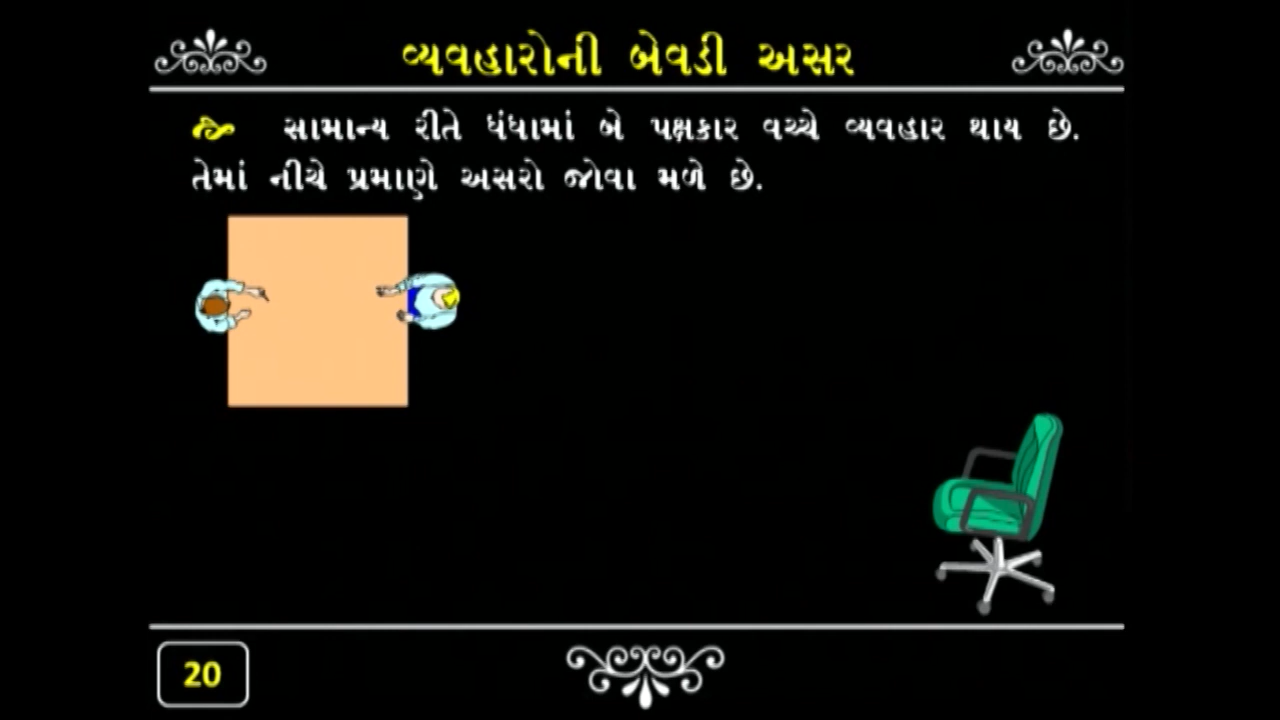 વ્યવહારોની બેવડી અસર
સામાન્ય રીતે ધંધામાં બે પક્ષકાર વચ્ચે વ્યવહાર થાય છે.
તેમાં નીચે પ્રમાણે અસરો જોવા મળે છે.
20